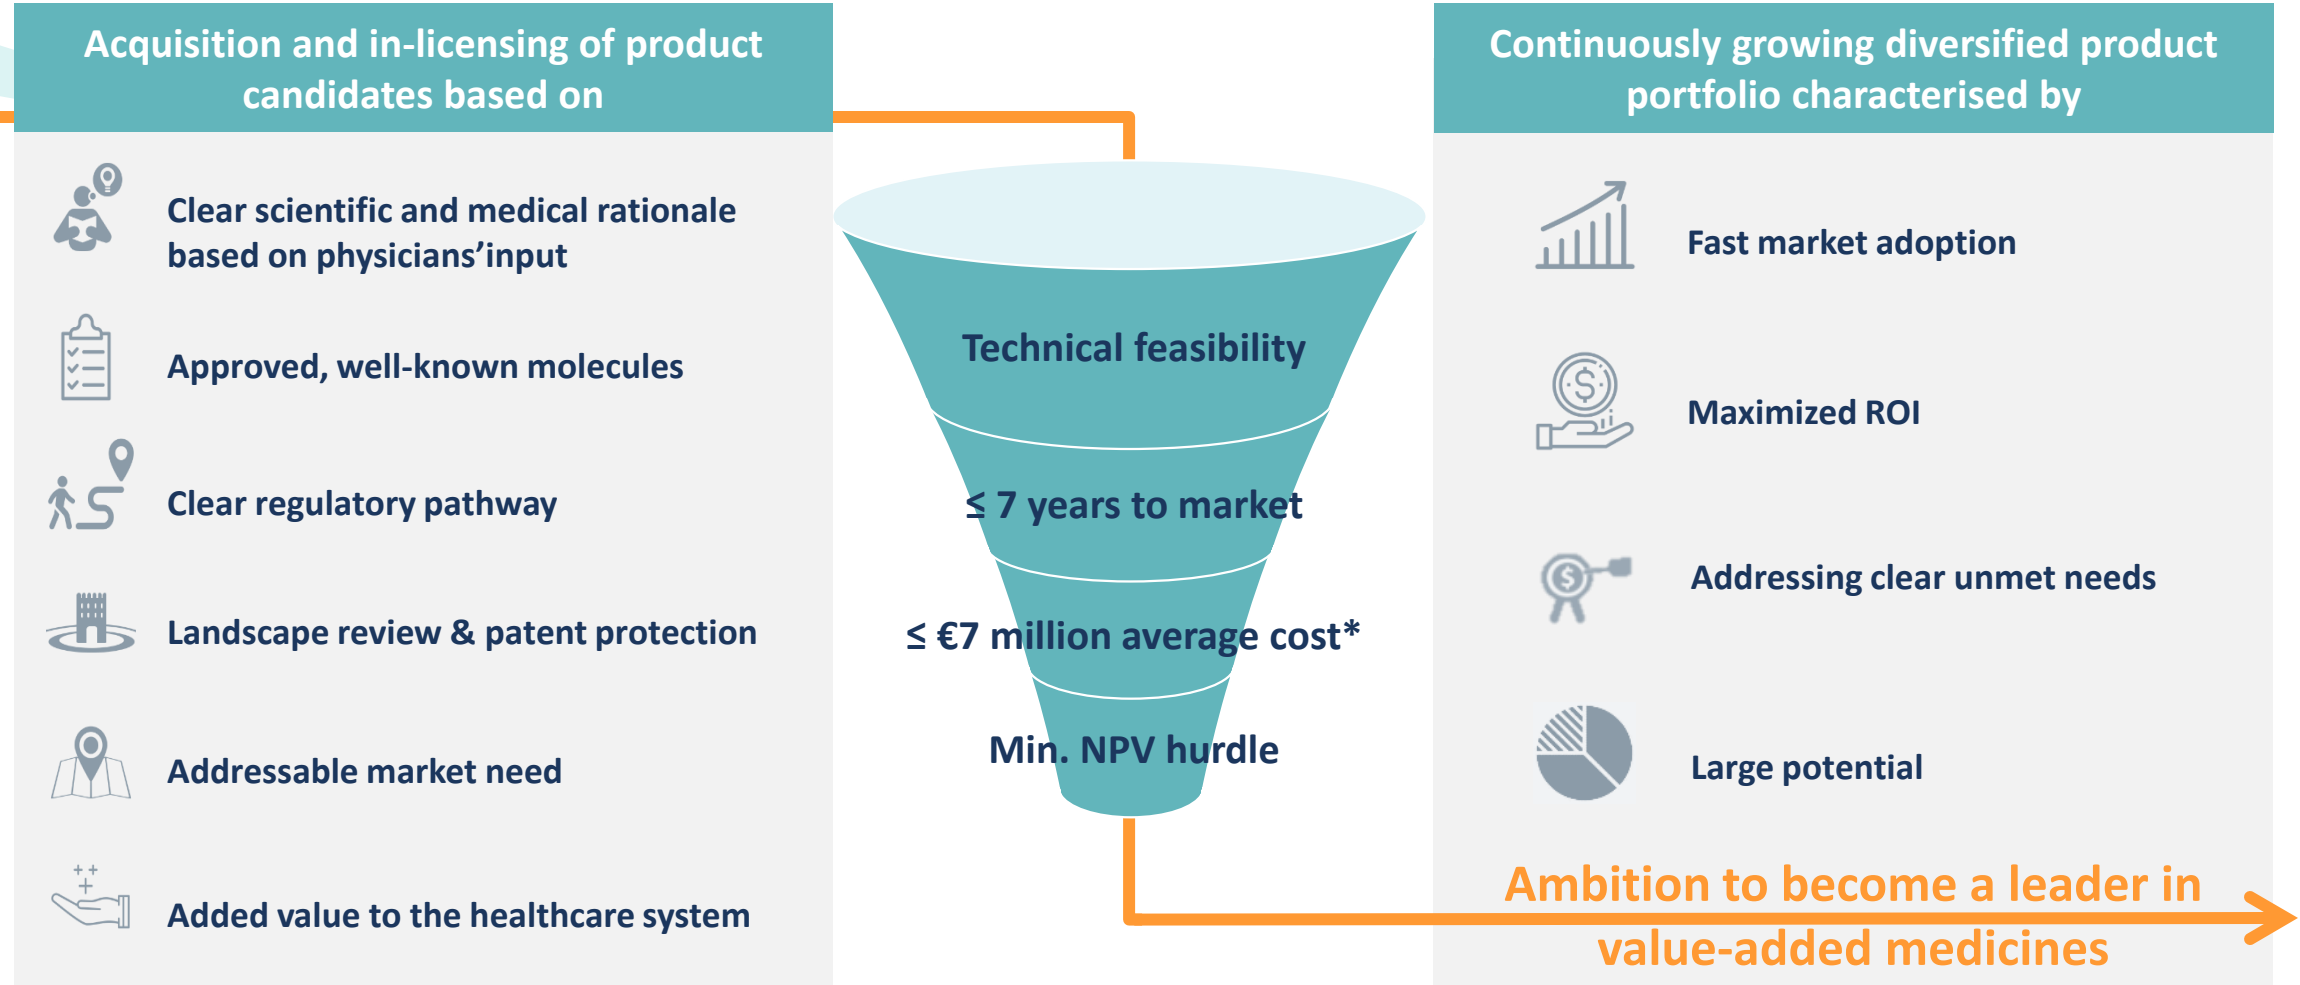 Acquisition and in-licensing of product
candidates based on
Clear scientific and medical rationale
based on physicians’input
Approved, well-known molecules
Clear regulatory pathway
Landscape review & patent protection
Addressable market need
Added value to the healthcare system
Technical feasibility
≤ 7 years to market
≤ €7 million average cost*
Min. NPV hurdle
Continuously growing diversified product
portfolio characterised by
Fast market adoption
Maximized ROI
Addressing clear unmet needs
Large potential
Ambition to become a leader in
value-added medicines